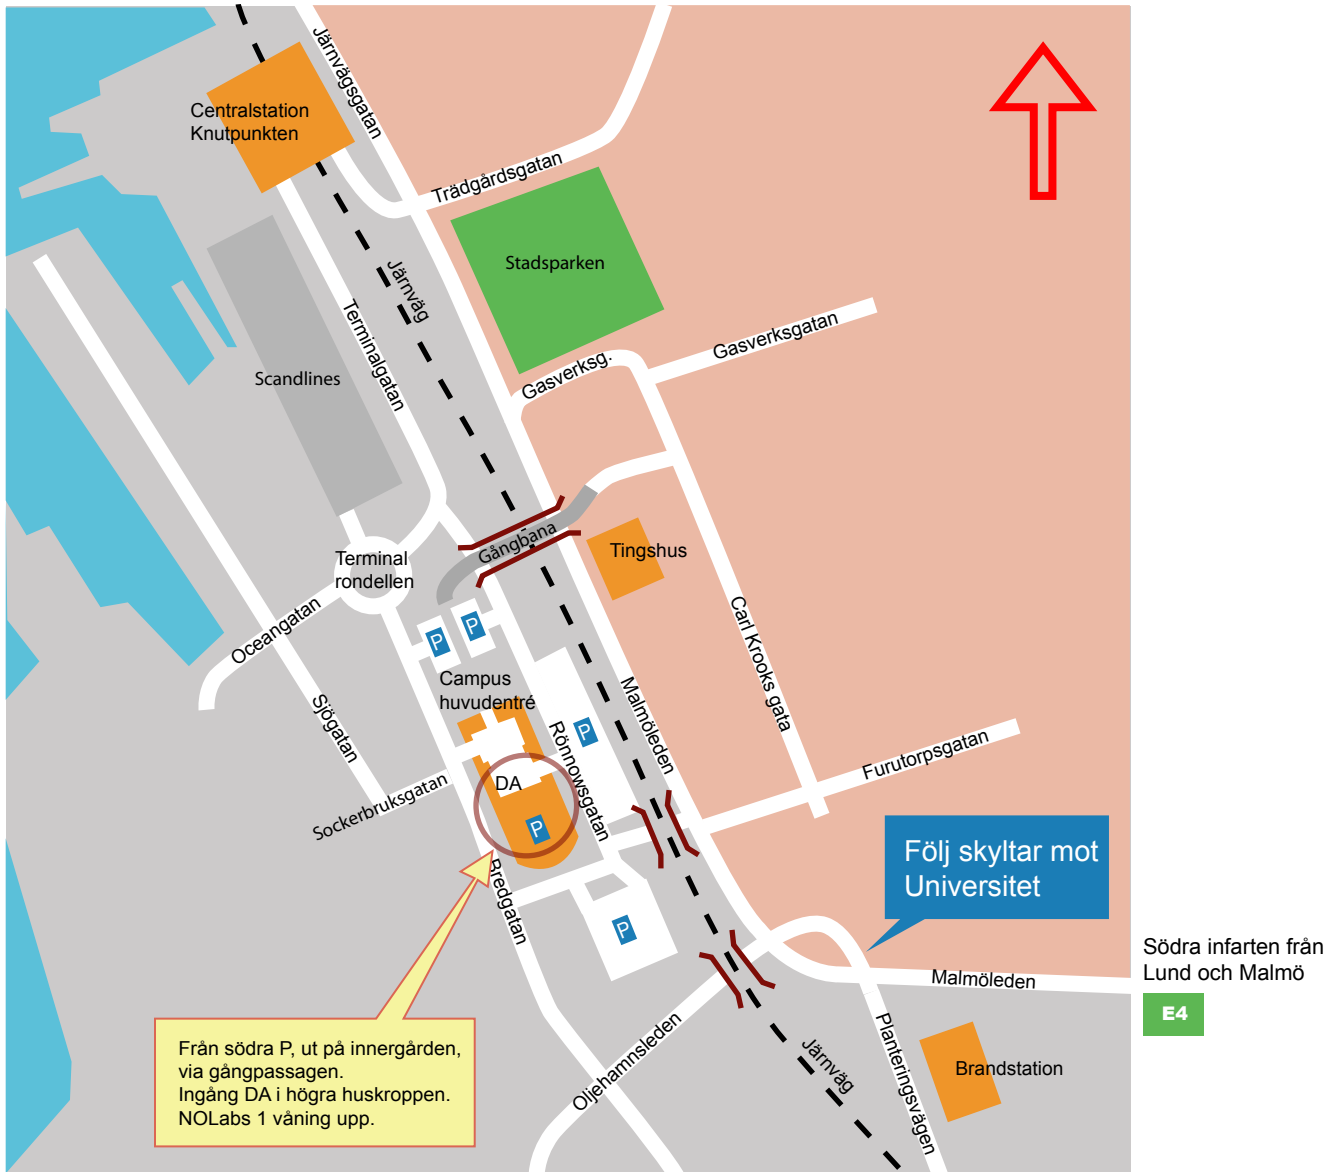 Järnvägsgatan
Centralstation
Knutpunkten
Trädgårdsgatan
Stadsparken
Järnväg
Terminalgatan
Gasverksgatan
Gasverksg.
Scandlines
Gångbana
Tingshus
Terminal
rondellen
Oceangatan
P
P
Carl Krooks gata
Campus
huvudentré
Malmöleden
Sjögatan
Rönnowsgatan
P
Furutorpsgatan
DA
Sockerbruksgatan
P
Bredgatan
Följ skyltar mot
Universitet
P
Södra infarten från
Lund och Malmö
E4
Malmöleden
Oljehamnsleden
Planteringsvägen
Järnväg
Brandstation
Från södra P, ut på innergården,
via gångpassagen.
Ingång DA i högra huskroppen.
NOLabs 1 våning upp.